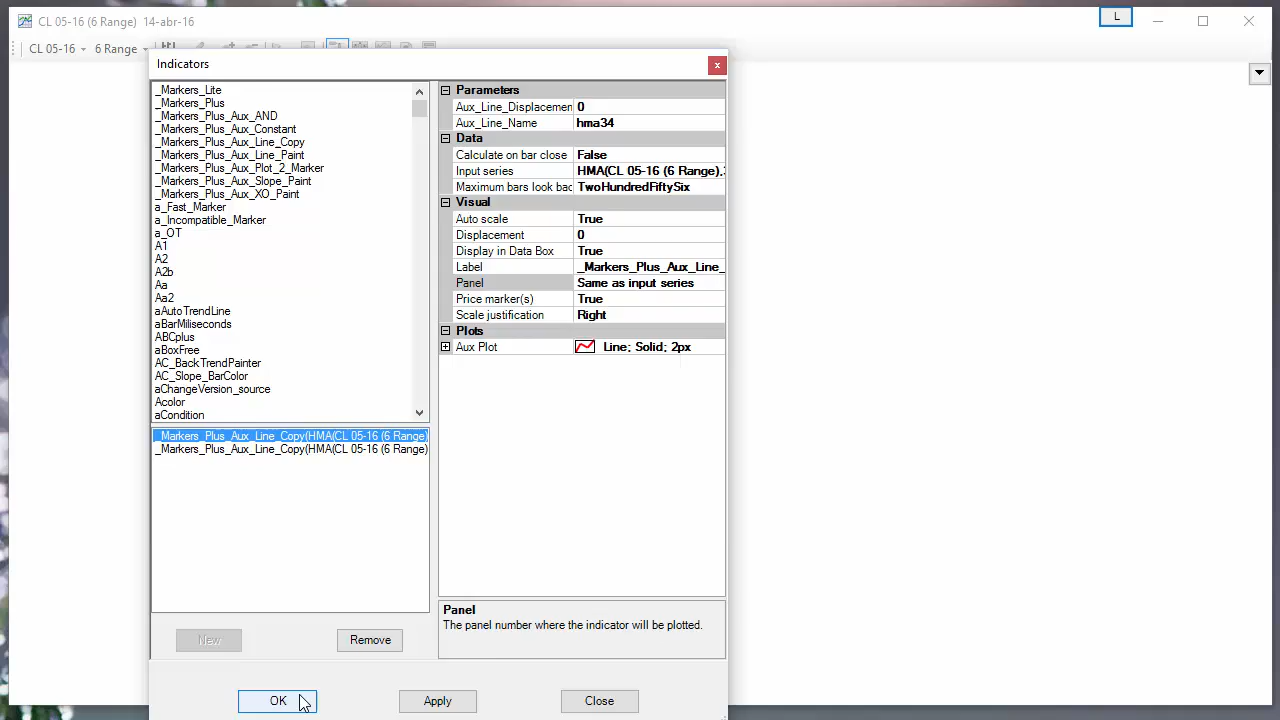 CL 05-16 (6 Range) 14-abr-16
L
CL 05-16 6 Range
Indicators
x
_Markers_Lite
_Markers_Plus
_Markers_Plus_Aux_AND
_Markers_Plus_Aux_Constant
_Markers_Plus_Aux_Line_Copy
_Markers_Plus_Aux_Line_Paint
_Markers_Plus_Aux_Plot_2_Marker
_Markers_Plus_Aux_Slope_Paint
_Markers_Plus_Aux_XO_Paint
a_Fast_Marker
a_Incompatible_Marker
a_OT
A1
A2
A2b
Aa
Aa2
aAutoTrendLine
aBarMiliseconds
ABCplus
aBoxFree
AC_BackTrendPainter
AC_Slope_BarColor
aChangeVersion_source
Acolor
aCondition
_Markers_Plus_Aux_Line_Copy(HMA(CL 05-16 (6 Range)
_Markers_Plus_Aux_Line_Copy(HMA(CL 05-16 (6 Range)
New
Remove
Parameters
Aux_Line_Displacemen 0
Aux_Line_Name hma34
Data
Calculate on bar close False
Input series HMA(CL 05-16 (6 Range),
Maximum bars look bac TwoHundredFiftySix
Visual
Auto scale True
Displacement 0
Display in Data Box True
Label _Markers_Plus_Aux_Line_
Panel Same as input series
Price marker(s) True
Scale justification Right
Plots
Aux Plot Line; Solid; 2px
Panel
The panel number where the indicator will be plotted.
OK
Apply
Close